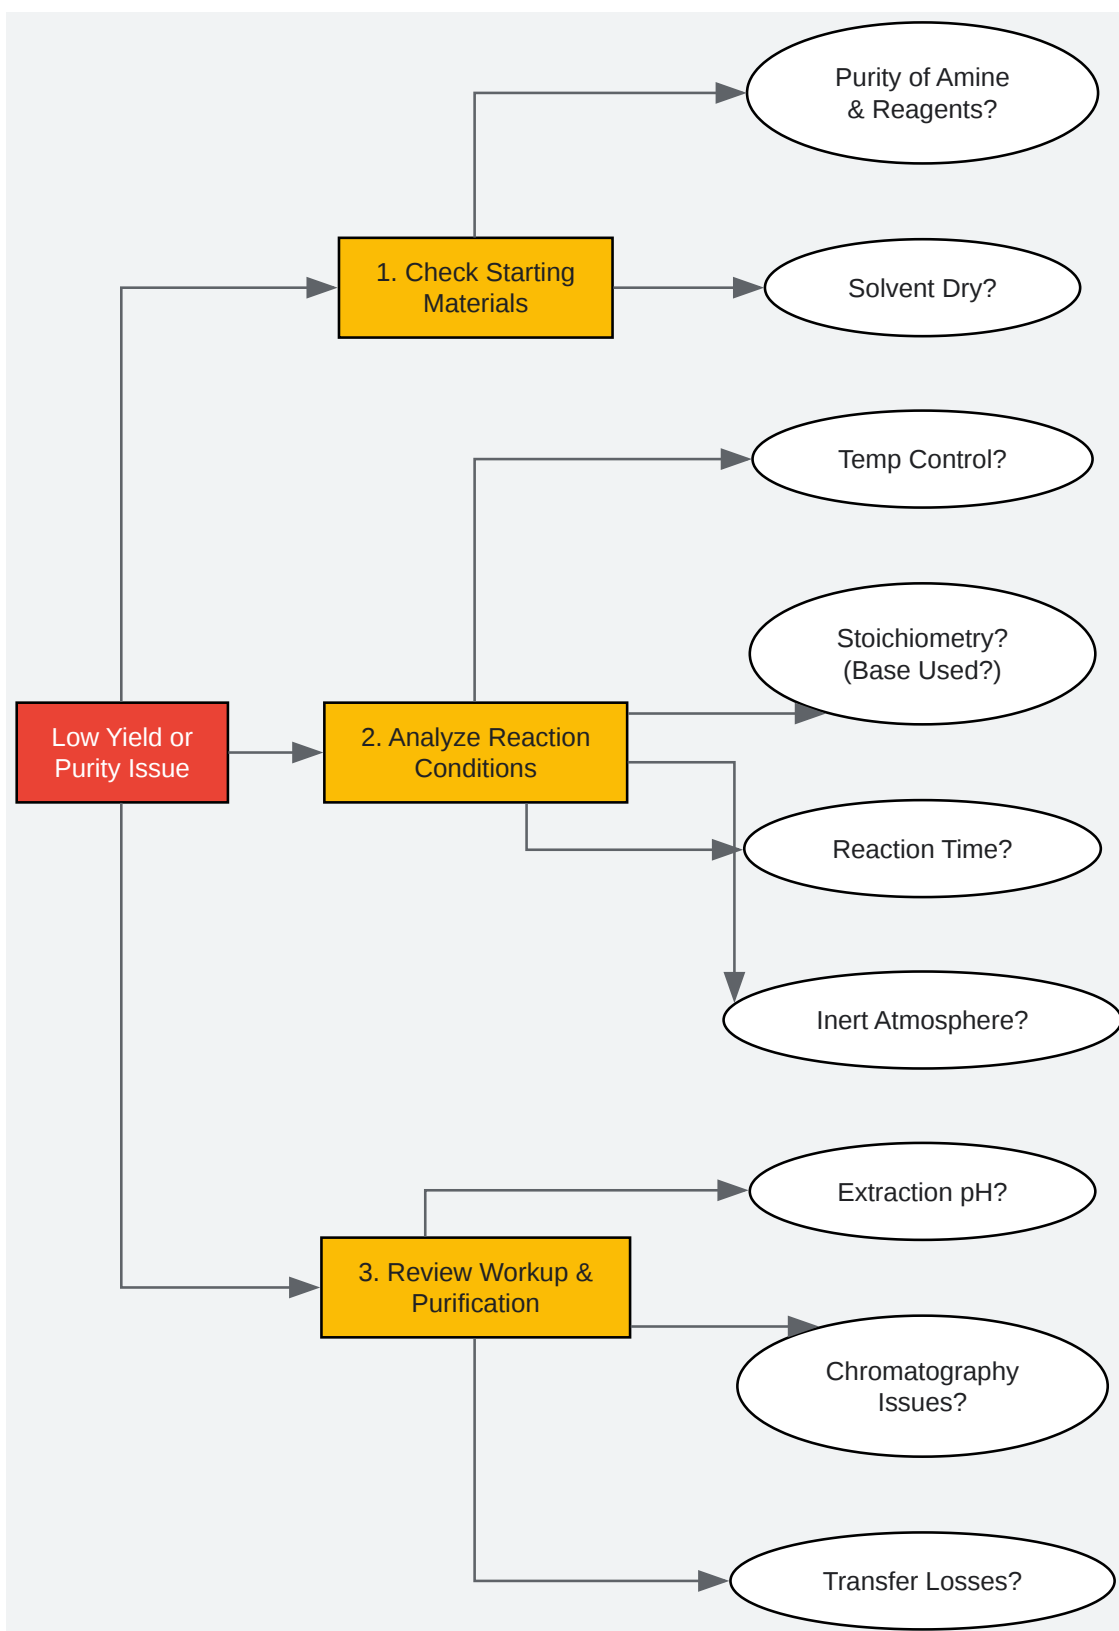 Low Yield or
Purity Issue
1. Check Starting
Materials
Purity of Amine
& Reagents?
Solvent Dry?
2. Analyze Reaction
Conditions
Temp Control?
Stoichiometry?
(Base Used?)
Reaction Time?
Inert Atmosphere?
3. Review Workup &
Purification
Extraction pH?
Chromatography
Issues?
Transfer Losses?